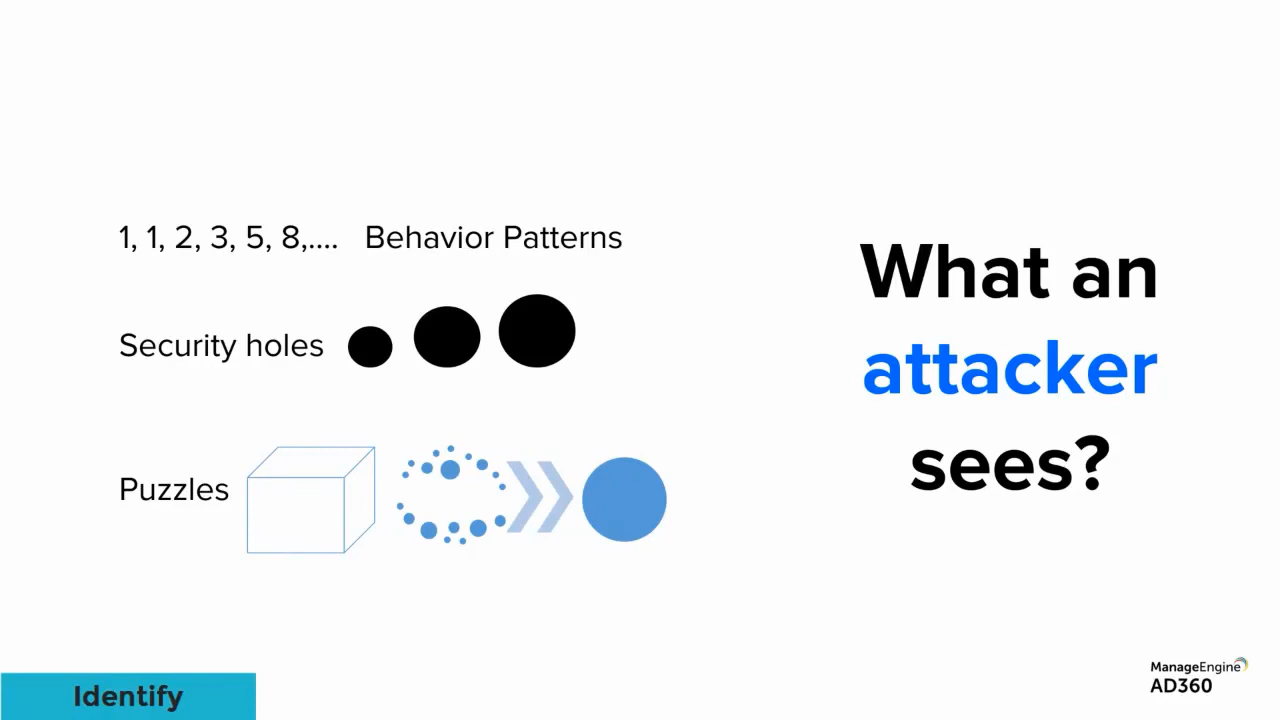 1, 1, 2, 3, 5, 8,.... Behavior Patterns
Security holes
Puzzles
What an
attacker
sees?
Identify
ManageEngine
AD360